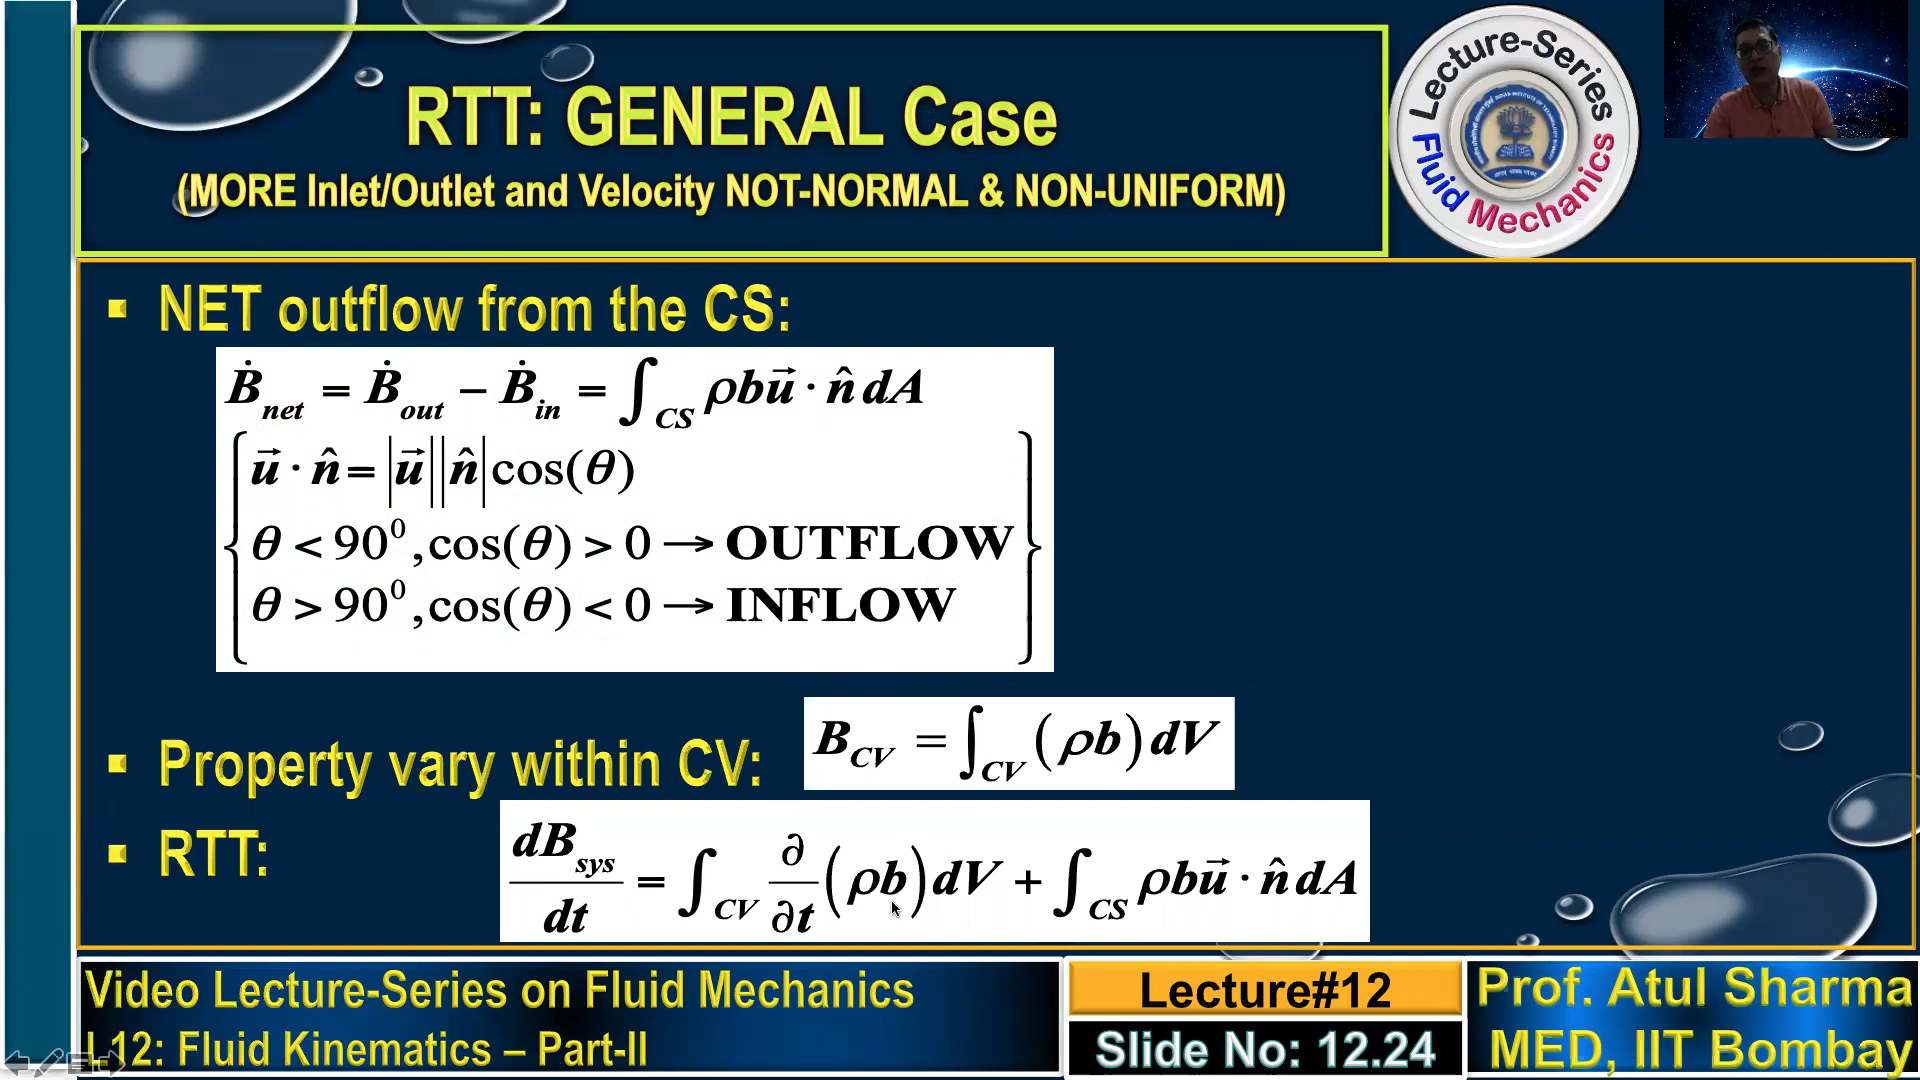 RTT: GENERAL Case
(MORE Inlet/Outlet and Velocity NOT-NORMAL & NON-UNIFORM)
Lecture-Series
Fluid Mechanics
▪ NET outflow from the CS:
Ḃ_net = Ḃ_out − Ḃ_in = ∫_CS ρb u⃗ · n̂ dA
u⃗ · n̂ = |u⃗||n̂| cos(θ)
θ < 90⁰, cos(θ) > 0 → OUTFLOW
θ > 90⁰, cos(θ) < 0 → INFLOW
▪ Property vary within CV: B_CV = ∫_CV (ρb) dV
▪ RTT: dB_sys/dt = ∫_CV ∂/∂t (ρb) dV + ∫_CS ρb u⃗ · n̂ dA
Video Lecture-Series on Fluid Mechanics
L12: Fluid Kinematics – Part-II
Lecture#12
Slide No: 12.24
Prof. Atul Sharma
MED, IIT Bombay